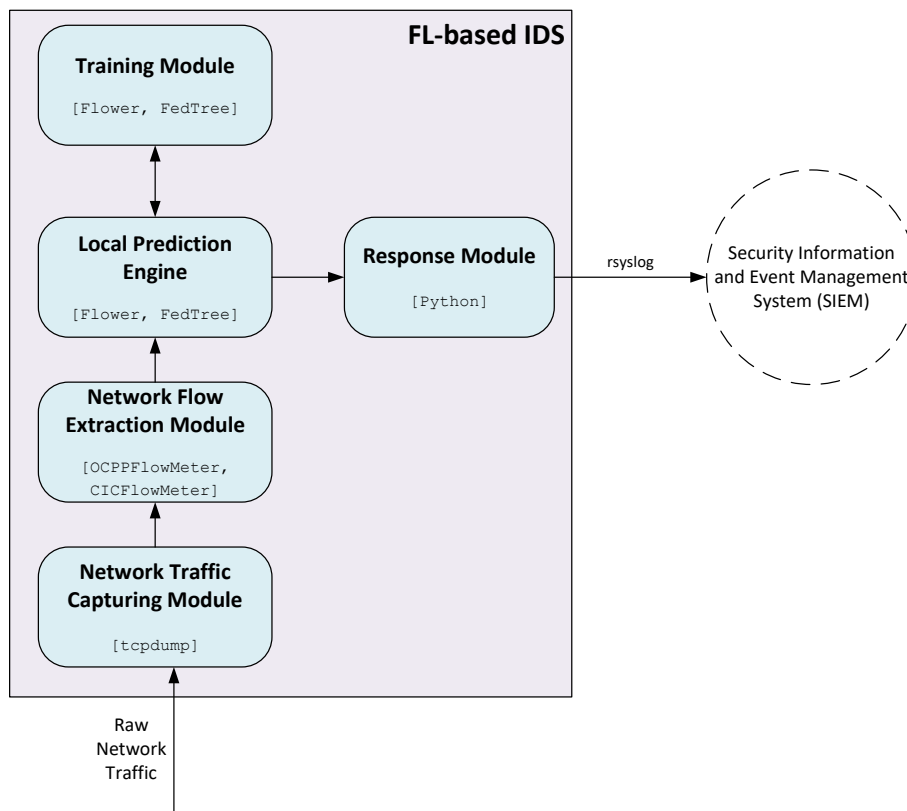 FL-based IDS
Training Module
[Flower, FedTree]
Local Prediction
Engine
[Flower, FedTree]
Response Module
[Python]
rsyslog
Security Information
and Event Management
System (SIEM)
Network Flow
Extraction Module
[OCPPFlowMeter,
CICFlowMeter]
Network Traffic
Capturing Module
[tcpdump]
Raw
Network
Traffic